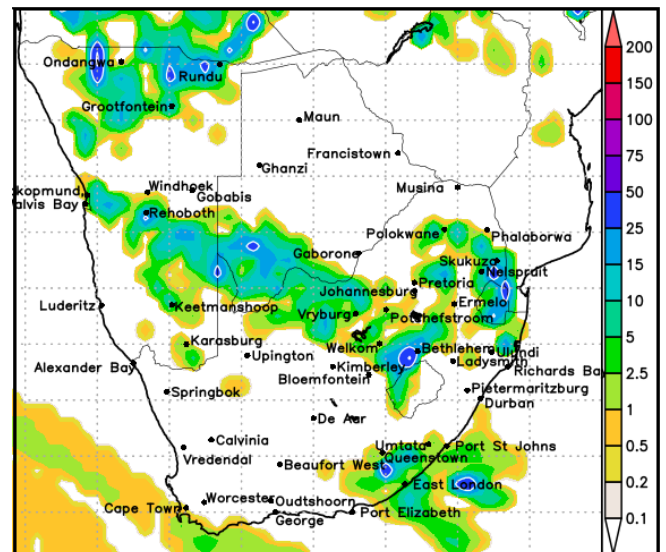 200
Ondangwa
Rundu
150
Grootfontein
100
Maun
Francistown
75
Ghanzi
Musina
50
Windhoek
Gobabis
kopmund
alvis Bay
Rehoboth
25
Polokwane
Phalaborwa
Gaborone
Skukuza
20
Nelspruit
Pretoria
Johannesburg
15
Luderitz
Keetmanshoop
Ermelo
Vryburg
Potshefstroom
10
Karasburg
Welkom
Bethlehem
Ulundi
5
Upington
Ladysmith
Alexander Bay
Kimberley
Richards Ba
Bloemfontein
2.5
Springbok
Pietermaritzburg
Durban
1
De Aar
Calvinia
Umtata
Port St Johns
0.5
Vredendal
Queenstown
Beaufort West
0.2
East London
Worcester
Oudtshoorn
Cape Town
George
Port Elizabeth
0.1